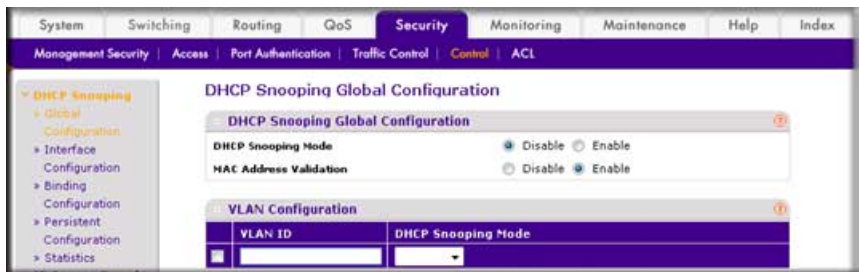 System Switching Routing QoS Security Monitoring Maintenance Help Index
Management Security | Access | Port Authentication | Traffic Control | Control | ACL
DHCP Snooping
» Global
Configuration
» Interface
Configuration
» Binding
Configuration
» Persistent
Configuration
» Statistics
DHCP Snooping Global Configuration
DHCP Snooping Global Configuration
DHCP Snooping Mode Disable Enable
MAC Address Validation Disable Enable
VLAN Configuration
VLAN ID DHCP Snooping Mode